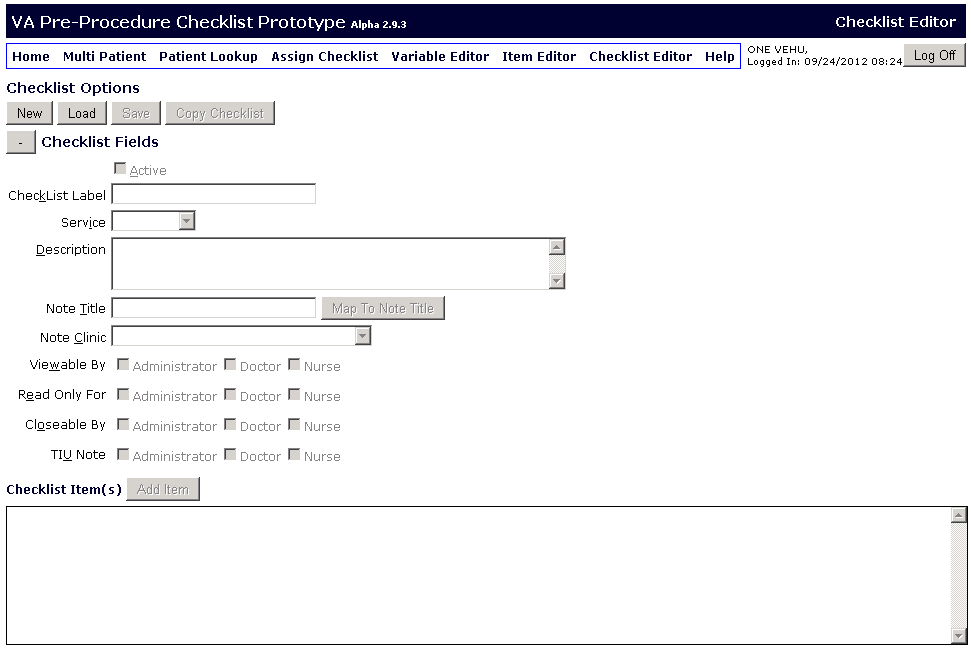 VA Pre-Procedure Checklist Prototype Alpha 2.9.3 Checklist Editor
Home Multi Patient Patient Lookup Assign Checklist Variable Editor Item Editor Checklist Editor Help
ONE VEHU,
Logged In: 09/24/2012 08:24
Log Off
Checklist Options
New Load Save Copy Checklist
- Checklist Fields
Active
CheckList Label
Service
Description
Note Title Map To Note Title
Note Clinic
Viewable By Administrator Doctor Nurse
Read Only For Administrator Doctor Nurse
Closeable By Administrator Doctor Nurse
TIU Note Administrator Doctor Nurse
Checklist Item(s) Add Item